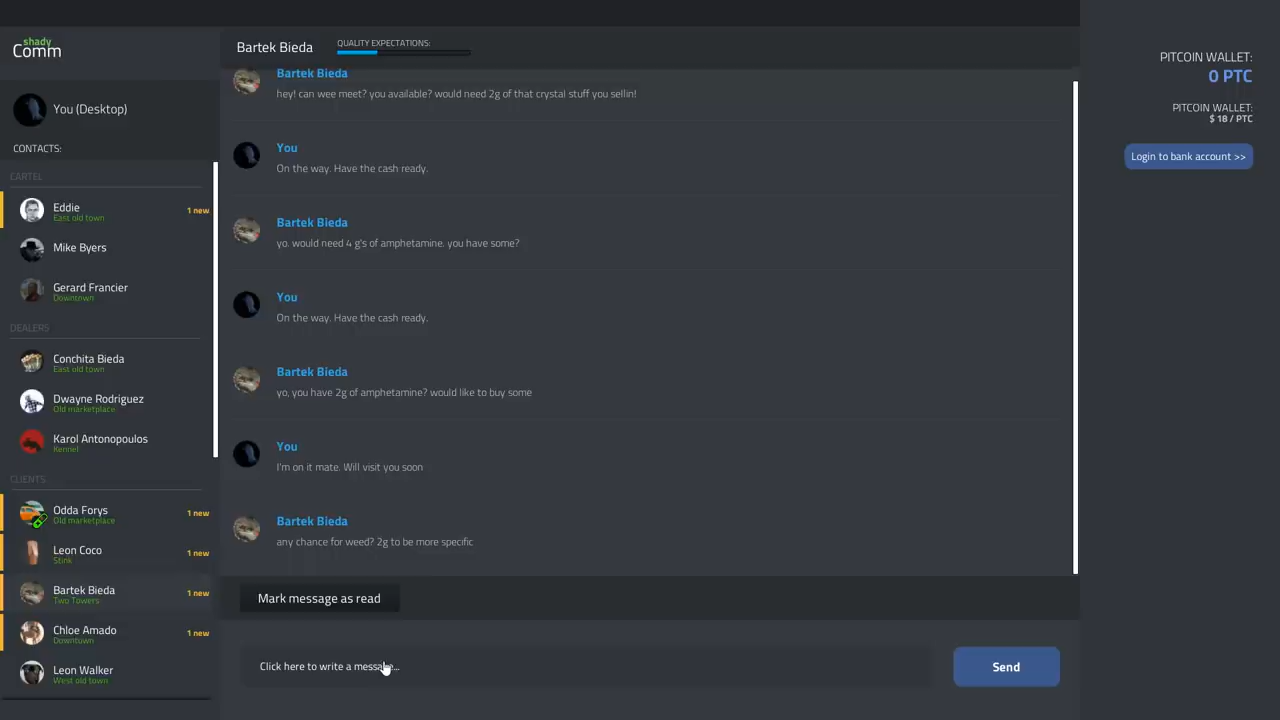 shady
Comm
You (Desktop)
CONTACTS:
CARTEL
Eddie
East old town
1 new
Mike Byers
Gerard Francier
Downtown
DEALERS
Conchita Bieda
East old town
Dwayne Rodriguez
Old marketplace
Karol Antonopoulos
Kennel
CLIENTS
Odda Forys
Old marketplace
1 new
Leon Coco
Stink
1 new
Bartek Bieda
Two Towers
1 new
Chloe Amado
Downtown
1 new
Leon Walker
West old town
Bartek Bieda
QUALITY EXPECTATIONS:
Bartek Bieda
hey! can wee meet? you available? would need 2g of that crystal stuff you sellin!
You
On the way. Have the cash ready.
Bartek Bieda
yo. would need 4 g's of amphetamine. you have some?
You
On the way. Have the cash ready.
Bartek Bieda
yo, you have 2g of amphetamine? would like to buy some
You
I'm on it mate. Will visit you soon
Bartek Bieda
any chance for weed? 2g to be more specific
Mark message as read
Click here to write a message...
Send
PITCOIN WALLET:
0 PTC
PITCOIN WALLET:
$ 18 / PTC
Login to bank account >>